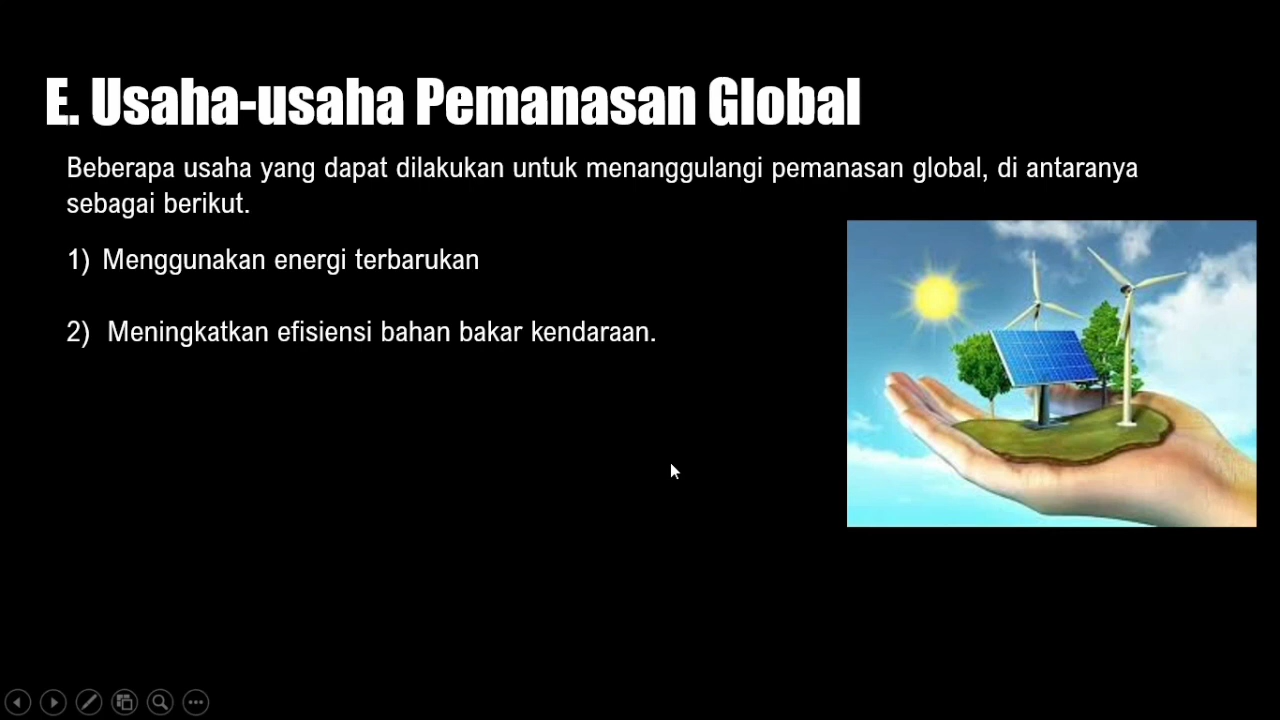 E. Usaha-usaha Pemanasan Global
Beberapa usaha yang dapat dilakukan untuk menanggulangi pemanasan global, di antaranya
sebagai berikut.
1) Menggunakan energi terbarukan
2) Meningkatkan efisiensi bahan bakar kendaraan.